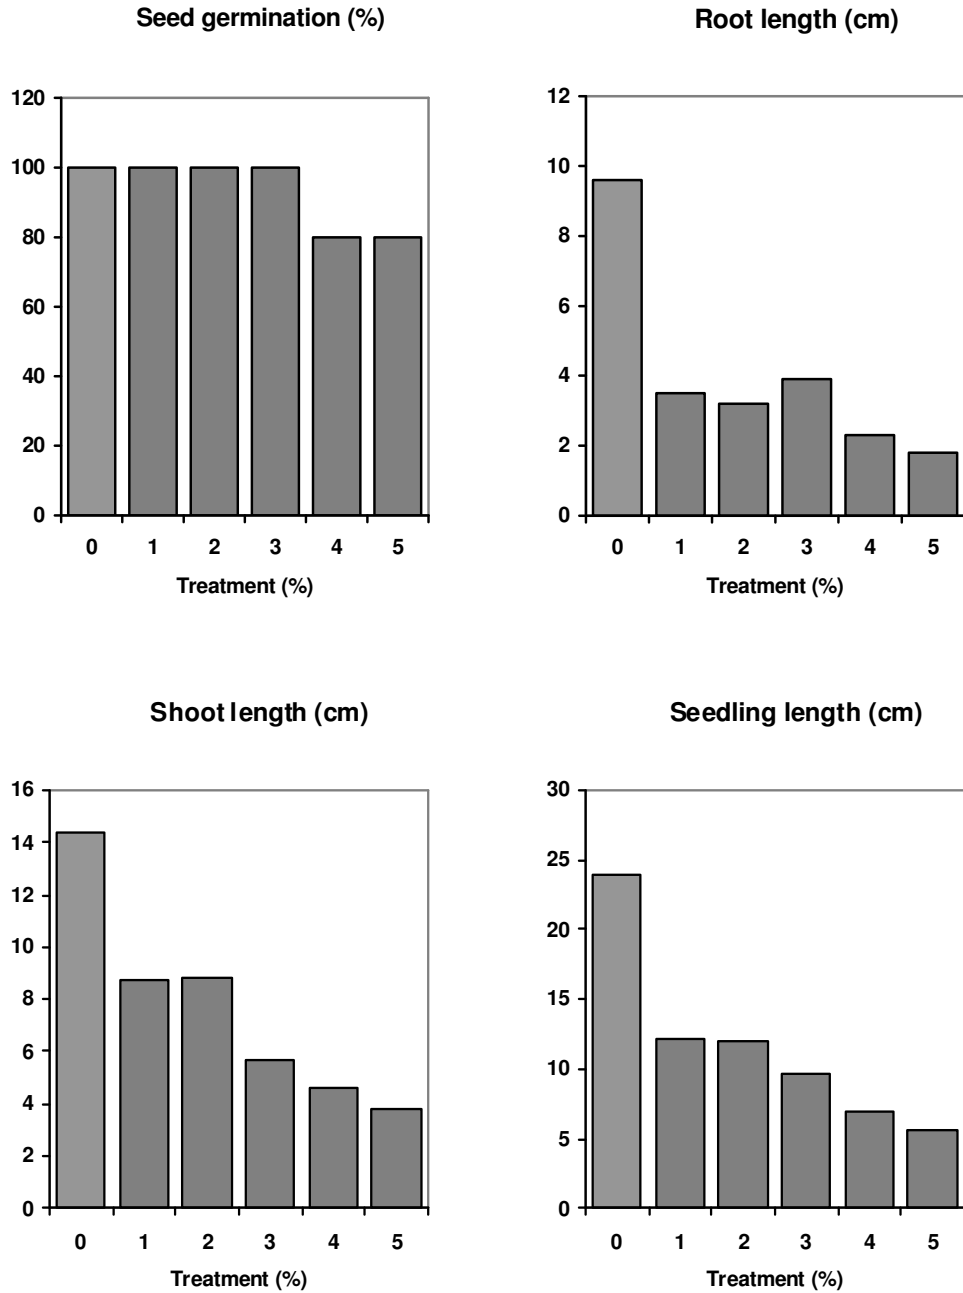 Seed germination (%)
120
100
80
60
40
20
0
0 1 2 3 4 5
Treatment (%)
Root length (cm)
12
10
8
6
4
2
0
0 1 2 3 4 5
Treatment (%)
Shoot length (cm)
16
14
12
10
8
6
4
2
0
0 1 2 3 4 5
Treatment (%)
Seedling length (cm)
30
25
20
15
10
5
0
0 1 2 3 4 5
Treatment (%)